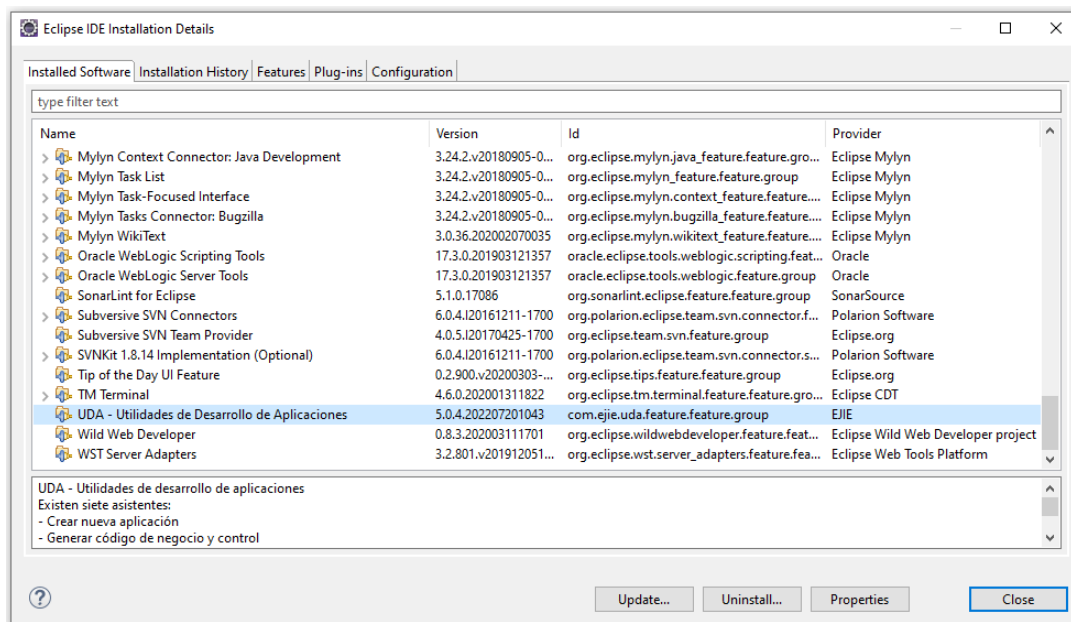 Eclipse IDE Installation Details
Installed Software Installation History Features Plug-ins Configuration
type filter text
Name Version Id Provider
Mylyn Context Connector: Java Development 3.24.2.v20180905-0... org.eclipse.mylyn.java_feature.feature.gro... Eclipse Mylyn
Mylyn Task List 3.24.2.v20180905-0... org.eclipse.mylyn_feature.feature.group Eclipse Mylyn
Mylyn Task-Focused Interface 3.24.2.v20180905-0... org.eclipse.mylyn.context_feature.feature.... Eclipse Mylyn
Mylyn Tasks Connector: Bugzilla 3.24.2.v20180905-0... org.eclipse.mylyn.bugzilla_feature.feature.... Eclipse Mylyn
Mylyn WikiText 3.0.36.202002070035 org.eclipse.mylyn.wikitext_feature.feature.... Eclipse Mylyn
Oracle WebLogic Scripting Tools 17.3.0.201903121357 oracle.eclipse.tools.weblogic.scripting.feat... Oracle
Oracle WebLogic Server Tools 17.3.0.201903121357 oracle.eclipse.tools.weblogic.feature.group Oracle
SonarLint for Eclipse 5.1.0.17086 org.sonarlint.eclipse.feature.feature.group SonarSource
Subversive SVN Connectors 6.0.4.I20161211-1700 org.polarion.eclipse.team.svn.connector.f... Polarion Software
Subversive SVN Team Provider 4.0.5.I20170425-1700 org.eclipse.team.svn.feature.group Eclipse.org
SVNKit 1.8.14 Implementation (Optional) 6.0.4.I20161211-1700 org.polarion.eclipse.team.svn.connector.s... Polarion Software
Tip of the Day UI Feature 0.2.900.v20200303-... org.eclipse.tips.feature.feature.group Eclipse.org
TM Terminal 4.6.0.202001311822 org.eclipse.tm.terminal.feature.feature.gro... Eclipse CDT
UDA - Utilidades de Desarrollo de Aplicaciones 5.0.4.202207201043 com.ejie.uda.feature.feature.group EJIE
Wild Web Developer 0.8.3.202003111701 org.eclipse.wildwebdeveloper.feature.feat... Eclipse Wild Web Developer project
WST Server Adapters 3.2.801.v201912051... org.eclipse.wst.server_adapters.feature.fea... Eclipse Web Tools Platform
UDA - Utilidades de desarrollo de aplicaciones
Existen siete asistentes:
- Crear nueva aplicación
- Generar código de negocio y control
? Update... Uninstall... Properties Close